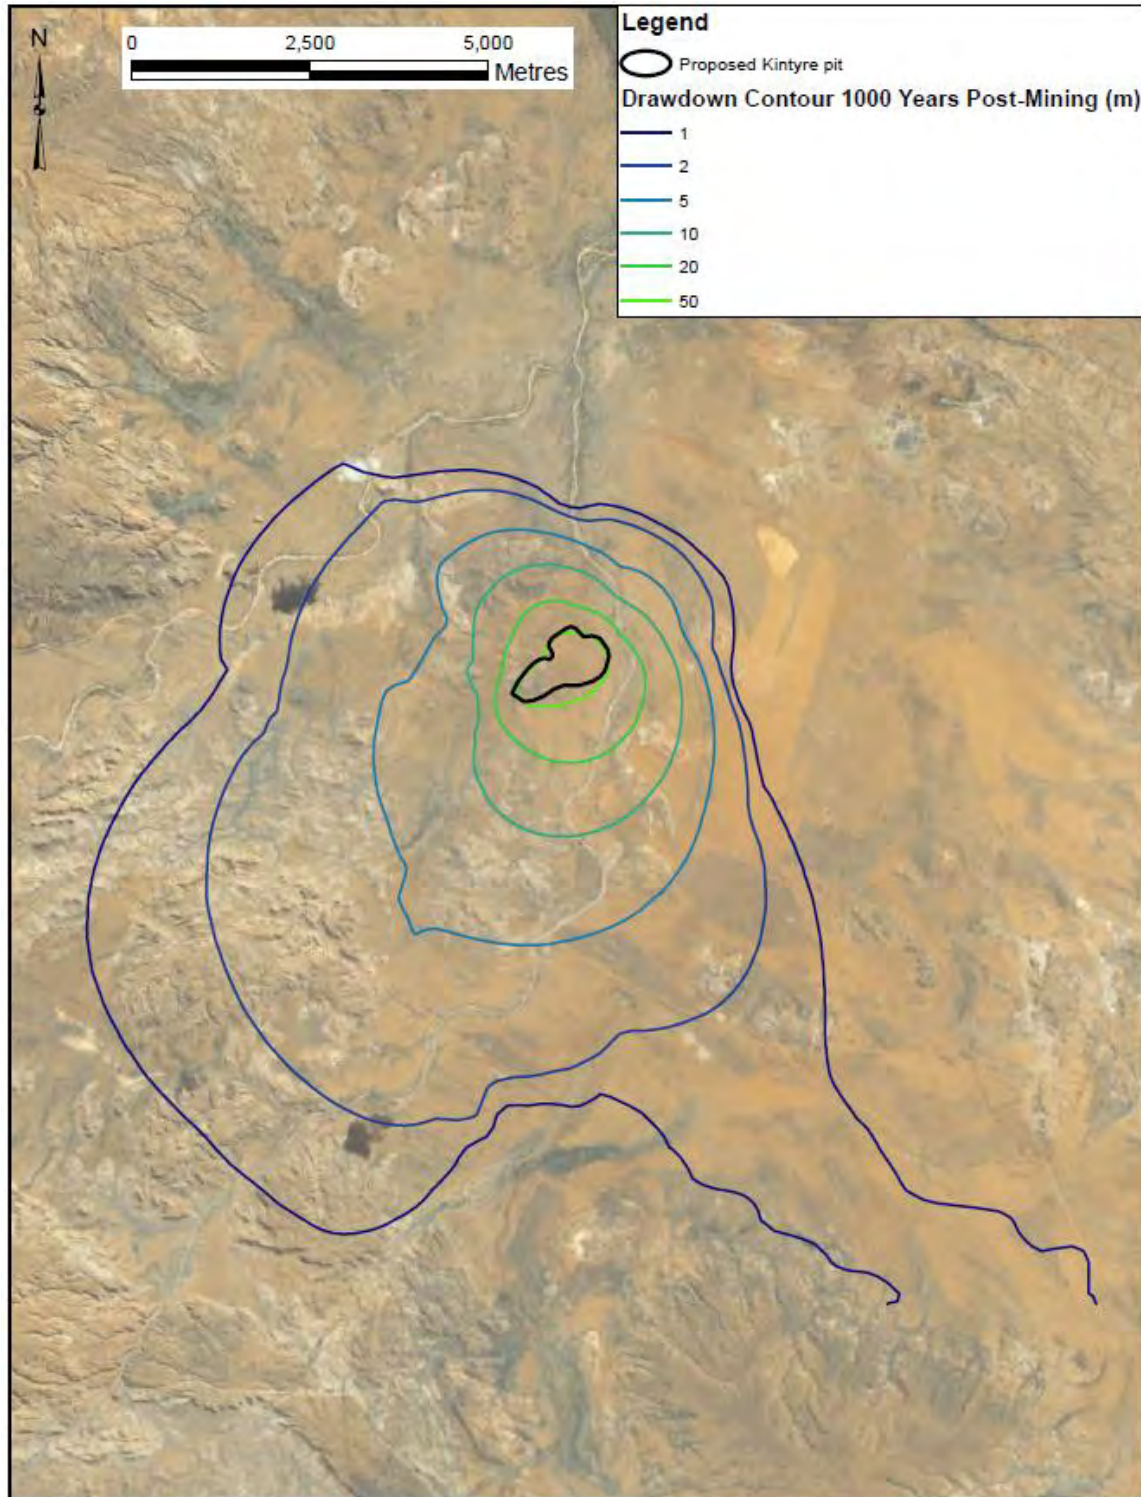 N
0 2,500 5,000
Metres
Legend
Proposed Kintyre pit
Drawdown Contour 1000 Years Post-Mining (m)
1
2
5
10
20
50